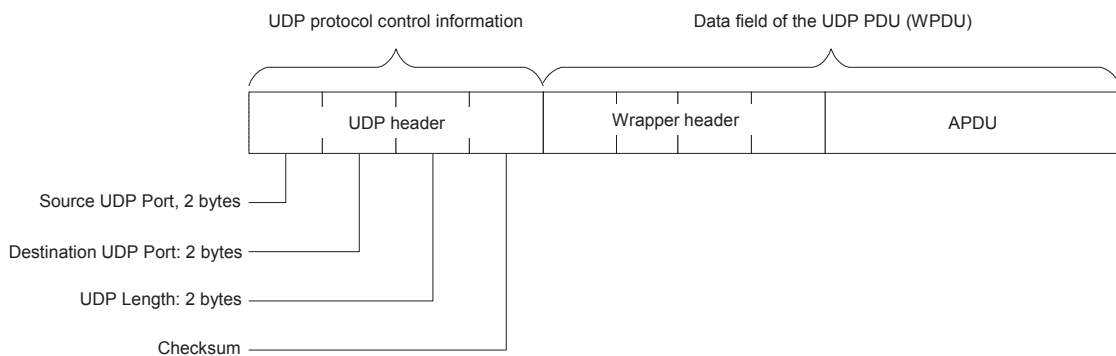 UDP protocol control information
Data field of the UDP PDU (WPDU)
UDP header
Wrapper header
APDU
Source UDP Port, 2 bytes
Destination UDP Port: 2 bytes
UDP Length: 2 bytes
Checksum